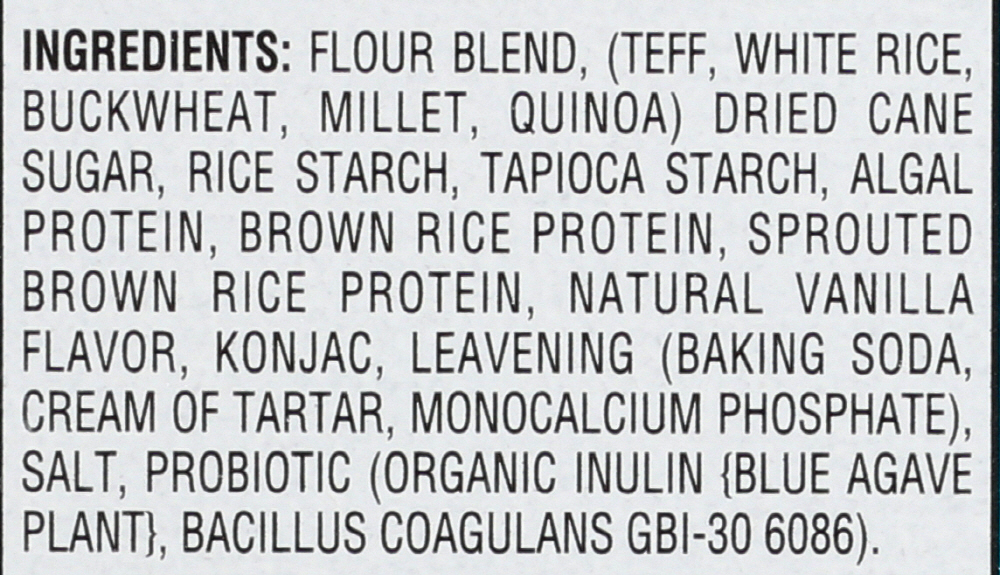 INGREDIENTS: FLOUR BLEND, (TEFF, WHITE RICE,
BUCKWHEAT, MILLET, QUINOA) DRIED CANE
SUGAR, RICE STARCH, TAPIOCA STARCH, ALGAL
PROTEIN, BROWN RICE PROTEIN, SPROUTED
BROWN RICE PROTEIN, NATURAL VANILLA
FLAVOR, KONJAC, LEAVENING (BAKING SODA,
CREAM OF TARTAR, MONOCALCIUM PHOSPHATE),
SALT, PROBIOTIC (ORGANIC INULIN {BLUE AGAVE
PLANT}, BACILLUS COAGULANS GBI-30 6086).